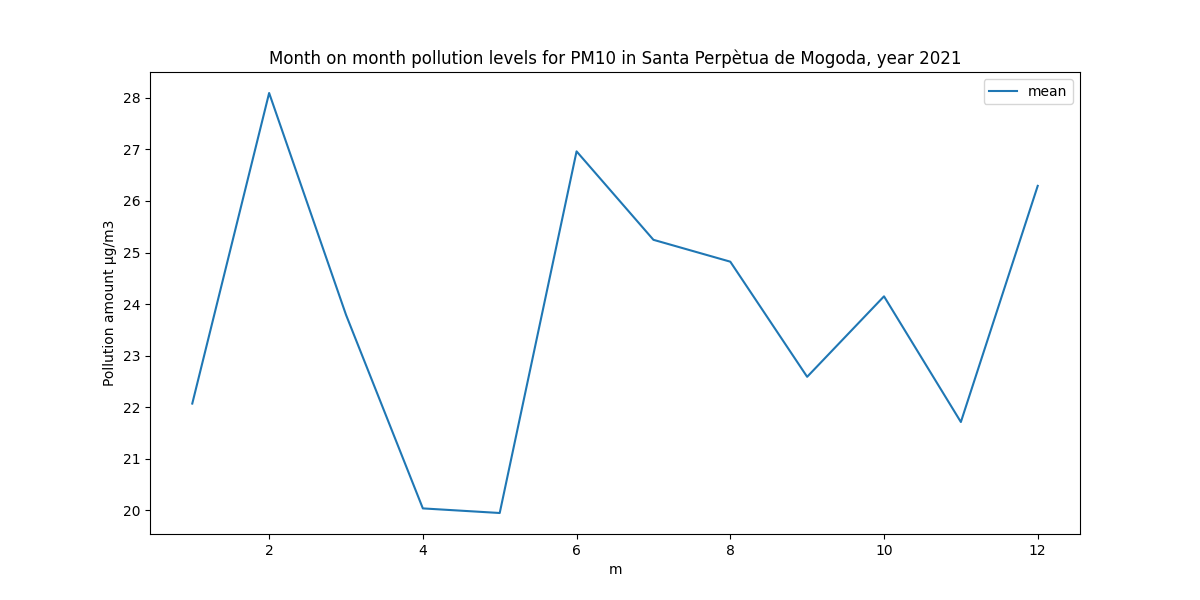 Month on month pollution levels for PM10 in Santa Perpètua de Mogoda, year 2021
mean
Pollution amount µg/m3
28
27
26
25
24
23
22
21
20
2 4 6 8 10 12
m